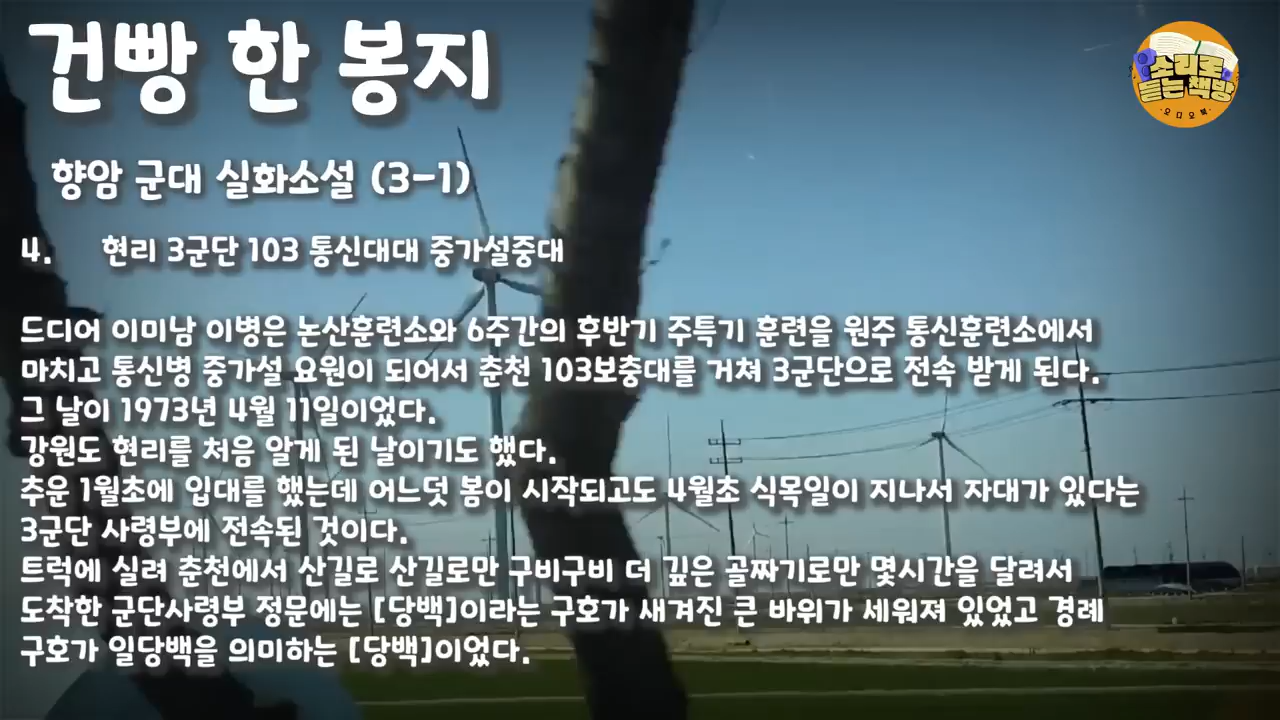 건빵 한 봉지
소리로
듣는 책방
·오디오북·
향암 군대 실화소설 (3-1)
4. 현리 3군단 103 통신대대 중가설중대
드디어 이미남 이병은 논산훈련소와 6주간의 후반기 주특기 훈련을 원주 통신훈련소에서
마치고 통신병 중가설 요원이 되어서 춘천 103보충대를 거쳐 3군단으로 전속 받게 된다.
그 날이 1973년 4월 11일이었다.
강원도 현리를 처음 알게 된 날이기도 했다.
추운 1월초에 입대를 했는데 어느덧 봄이 시작되고도 4월초 식목일이 지나서 자대가 있다는
3군단 사령부에 전속된 것이다.
트럭에 실려 춘천에서 산길로 산길로만 구비구비 더 깊은 골짜기로만 몇시간을 달려서
도착한 군단사령부 정문에는 [당백]이라는 구호가 새겨진 큰 바위가 세워져 있었고 경례
구호가 일당백을 의미하는 [당백]이었다.